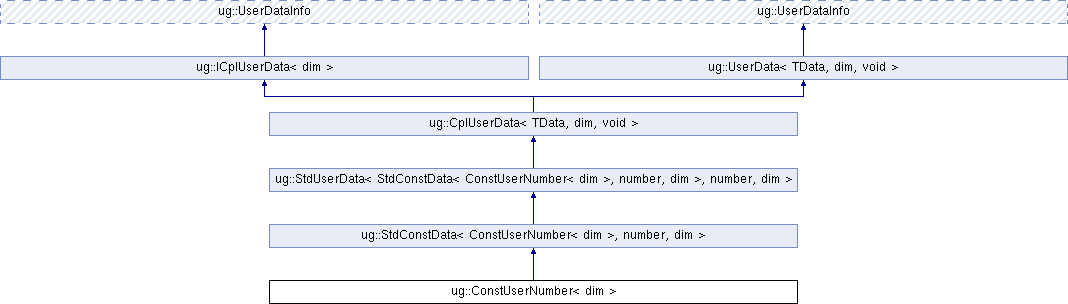 ug::UserDataInfo
ug::UserDataInfo
ug::ICplUserData< dim >
ug::UserData< TData, dim, void >
ug::CplUserData< TData, dim, void >
ug::StdUserData< StdConstData< ConstUserNumber< dim >, number, dim >, number, dim >
ug::StdConstData< ConstUserNumber< dim >, number, dim >
ug::ConstUserNumber< dim >